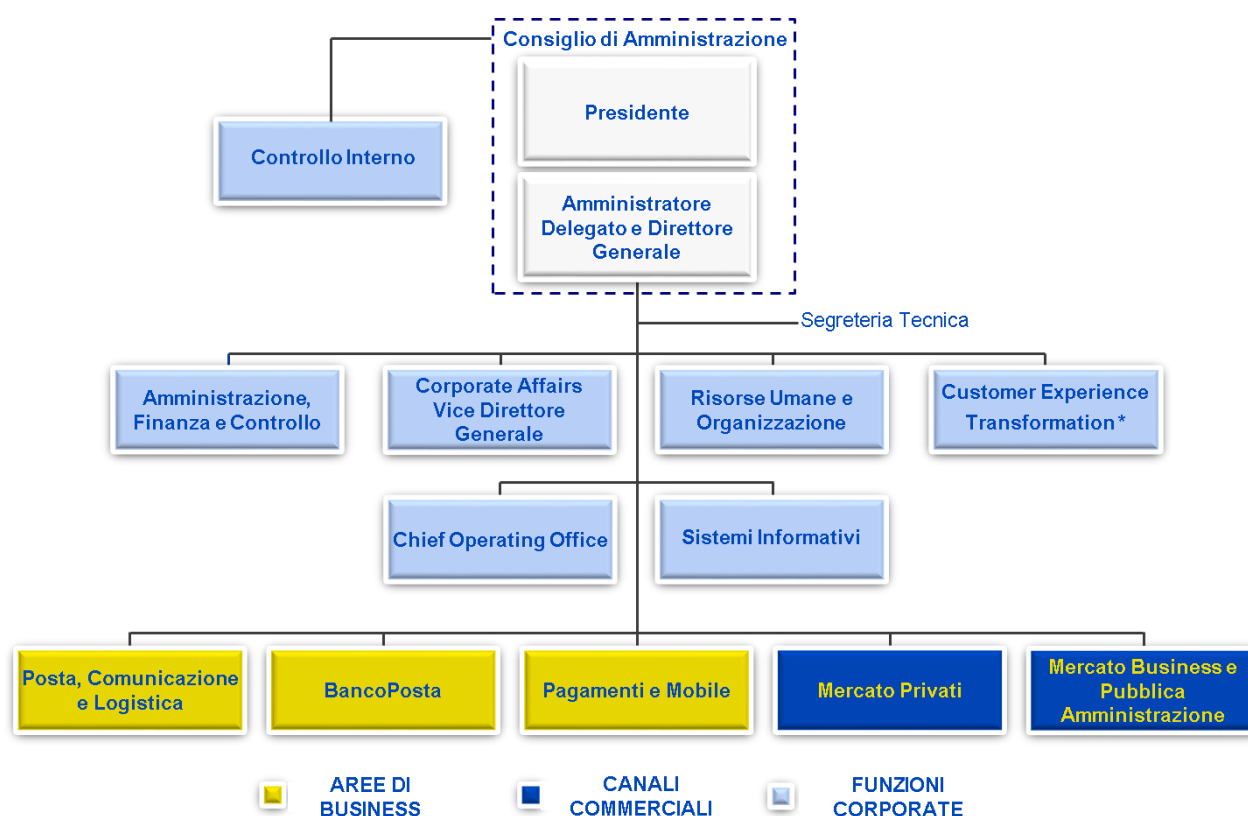 Consiglio di Amministrazione
Presidente
Controllo Interno
Amministratore
Delegato e Direttore
Generale
Segreteria Tecnica
Amministrazione,
Finanza e Controllo
Corporate Affairs
Vice Direttore
Generale
Risorse Umane e
Organizzazione
Customer Experience
Transformation *
Chief Operating Office
Sistemi Informativi
Posta, Comunicazione
e Logistica
BancoPosta
Pagamenti e Mobile
Mercato Privati
Mercato Business e
Pubblica
Amministrazione
AREE DI
BUSINESS
CANALI
COMMERCIALI
FUNZIONI
CORPORATE